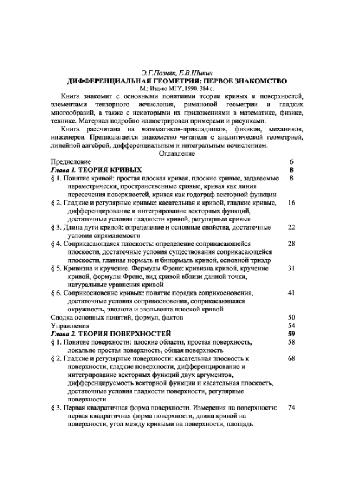 Э.Г.Позняк, Е.В.Шикин
ДИФФЕРЕНЦИАЛЬНАЯ ГЕОМЕТРИЯ: ПЕРВОЕ ЗНАКОМСТВО
М.: Изд-во МГУ, 1990. 384 с.
Книга знакомит с основными понятиями теории кривых и поверхностей,
элементами тензорного исчисления, римановой геометрии и гладких
многообразий, а также с некоторыми их приложениями в математике, физике,
технике. Материал подробно иллюстрирован примерами и рисунками.
Книга рассчитана на математиков-прикладников, физиков, механиков,
инженеров. Предполагается знакомство читателя с аналитической геометрией,
линейной алгеброй, дифференциальным и интегральным исчислением.
Оглавление
Предисловие 6
Глава 1. ТЕОРИЯ КРИВЫХ 8
§ 1. Понятие кривой: простая плоская кривая, плоские кривые, задаваемые 8
параметрически, пространственные кривые, кривая как линия
пересечения поверхностей, кривая как годограф векторной функции
§ 2. Гладкие и регулярные кривые: касательная к кривой, гладкие кривые, 16
дифференцирование и интегрирование векторных функций,
достаточные условия гладкости кривой, регулярные кривые
§ 3. Длина дуги кривой: определение и основные свойства, достаточные 22
условия спрямляемости
§ 4. Соприкасающаяся плоскость: определение соприкасающейся 28
плоскости, достаточные условия существования соприкасающейся
плоскости, главная нормаль и бинормаль кривой, основной триэдр
§ 5. Кривизна и кручение. Формулы Френе: кривизна кривой, кручение 31
кривой, формулы Френе, вид кривой вблизи данной точки,
натуральные уравнения кривой
§ 6. Соприкосновение кривых: понятие порядка соприкосновения, 41
достаточные условия соприкосновения, соприкасающаяся
окружность, эволюта и эвольвента плоской кривой
Сводка основных понятий, формул, фактов 50
Упражнения 54
Глава 2. ТЕОРИЯ ПОВЕРХНОСТЕЙ 59
§ 1. Понятие поверхности: плоские области, простая поверхность, 58
локально простая поверхность, общая поверхность
§ 2. Гладкие и регулярные поверхности: касательная плоскость к 68
поверхности, гладкие поверхности, дифференцирование и
интегрирование векторных функций двух аргументов,
дифференцируемость векторной функции и касательная плоскость,
достаточные условия гладкости поверхности, регулярные
поверхности
§ 3. Первая квадратичная форма поверхности. Измерения на поверхности: 74
первая квадратичная форма поверхности, длина кривой на
поверхности, угол между кривыми на поверхности, площадь